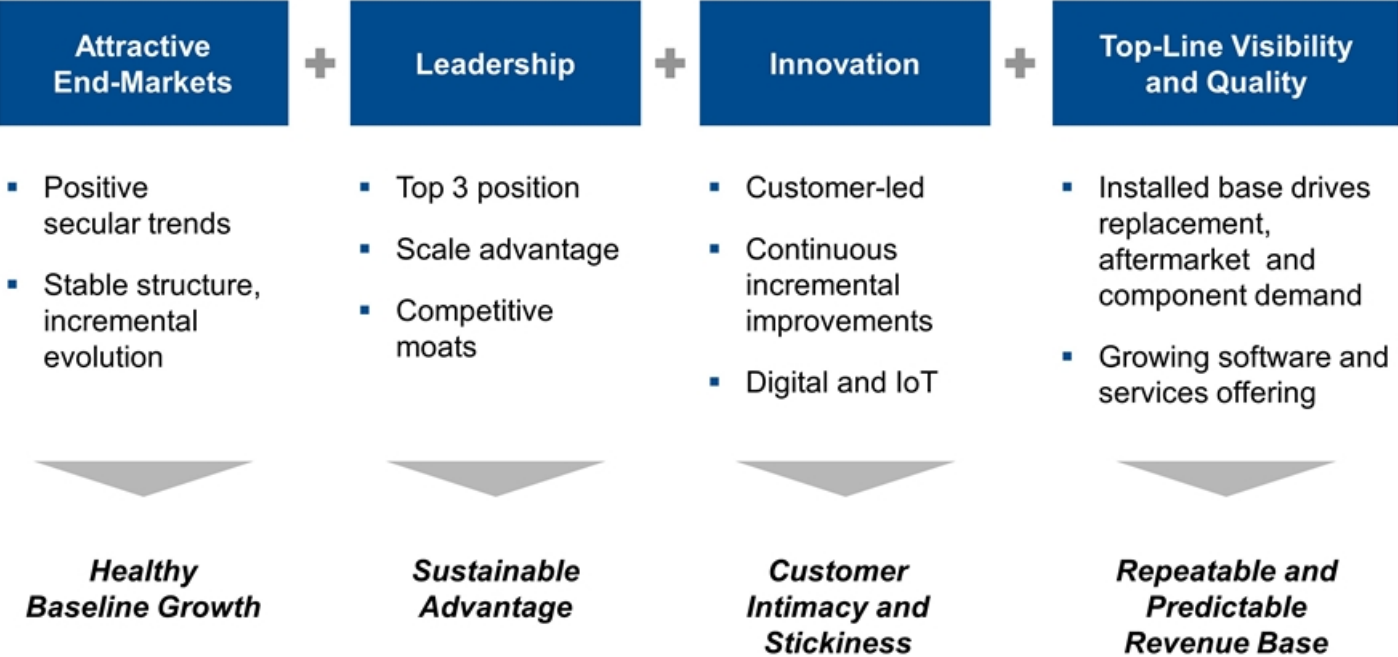 Attractive
End-Markets
+
Leadership
+
Innovation
+
Top-Line Visibility
and Quality
▪ Positive
secular trends
▪ Stable structure,
incremental
evolution
▪ Top 3 position
▪ Scale advantage
▪ Competitive
moats
▪ Customer-led
▪ Continuous
incremental
improvements
▪ Digital and IoT
▪ Installed base drives
replacement,
aftermarket and
component demand
▪ Growing software and
services offering
Healthy
Baseline Growth
Sustainable
Advantage
Customer
Intimacy and
Stickiness
Repeatable and
Predictable
Revenue Base